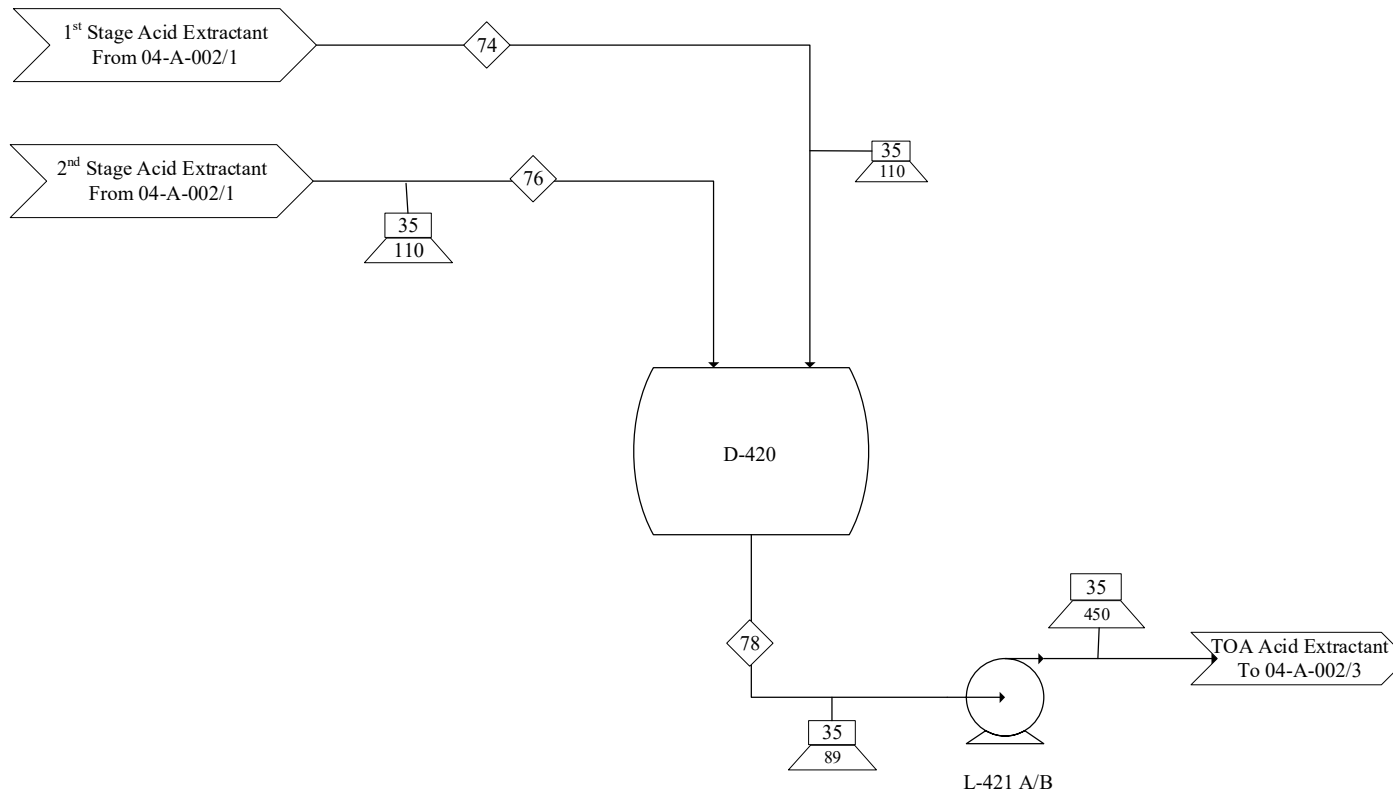 1st Stage Acid Extractant
From 04-A-002/1
74
35
110
2nd Stage Acid Extractant
From 04-A-002/1
76
35
110
D-420
78
35
89
35
450
TOA Acid Extractant
To 04-A-002/3
L-421 A/B